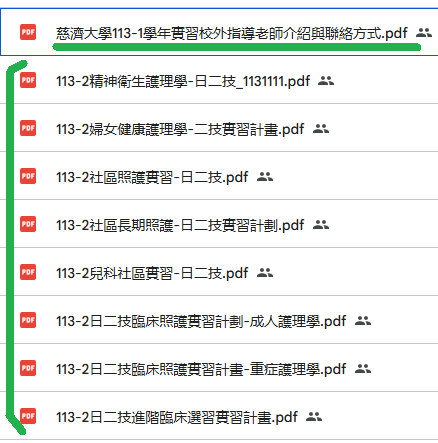 PDF 慈濟大學113-1學年實習校外指導老師介紹與聯絡方式.pdf
PDF 113-2精神衛生護理學-日二技_1131111.pdf
PDF 113-2婦女健康護理學-二技實習計畫.pdf
PDF 113-2社區照護實習-日二技.pdf
PDF 113-2社區長期照護-日二技實習計劃.pdf
PDF 113-2兒科社區實習-日二技.pdf
PDF 113-2日二技臨床照護實習計劃-成人護理學.pdf
PDF 113-2日二技臨床照護實習計畫-重症護理學.pdf
PDF 113-2日二技進階臨床選習實習計畫.pdf